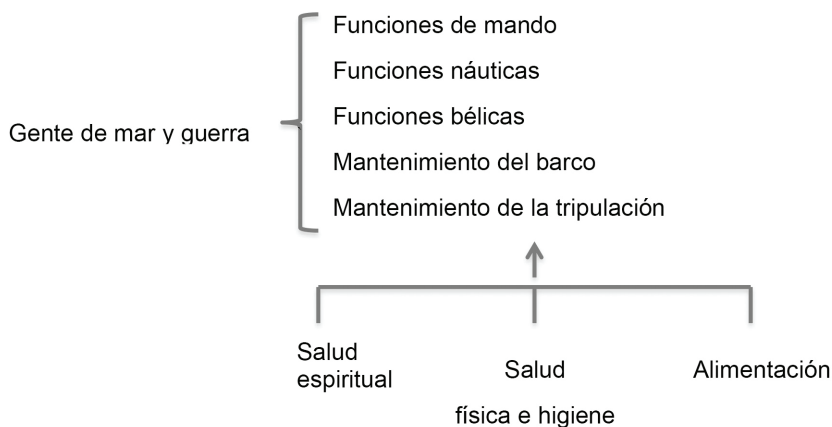 Funciones de mando
Funciones náuticas
Funciones bélicas
Gente de mar y guerra
Mantenimiento del barco
Mantenimiento de la tripulación
Salud
espiritual
Salud
física e higiene
Alimentación